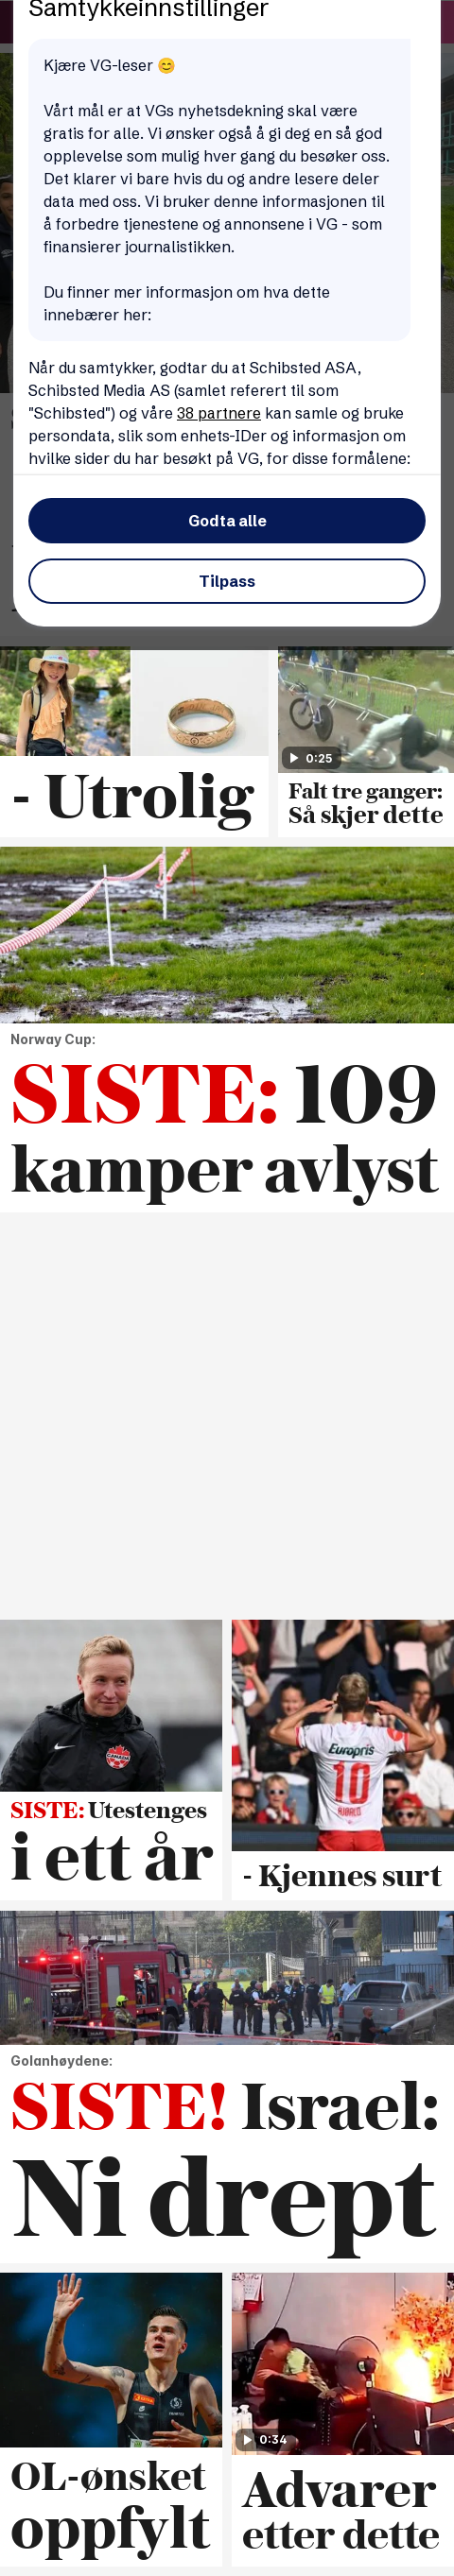 Samtykkeinnstillinger
Kjære VG-leser 😊
Vårt mål er at VGs nyhetsdekning skal være
gratis for alle. Vi ønsker også å gi deg en så god
opplevelse som mulig hver gang du besøker oss.
Det klarer vi bare hvis du og andre lesere deler
data med oss. Vi bruker denne informasjonen til
å forbedre tjenestene og annonsene i VG - som
finansierer journalistikken.
Du finner mer informasjon om hva dette
innebærer her:
Når du samtykker, godtar du at Schibsted ASA,
Schibsted Media AS (samlet referert til som
"Schibsted") og våre 38 partnere kan samle og bruke
persondata, slik som enhets-IDer og informasjon om
hvilke sider du har besøkt på VG, for disse formålene:
Godta alle
Tilpass
- Utrolig
0:25
Falt tre ganger:
Så skjer dette
Norway Cup:
SISTE: 109
kamper avlyst
CANADA
SISTE: Utestenges
i ett år
Europris
10
- Kjennes surt
Golanhøydene:
SISTE! Israel:
Ni drept
OL-ønsket
oppfylt
0:34
Advarer
etter dette